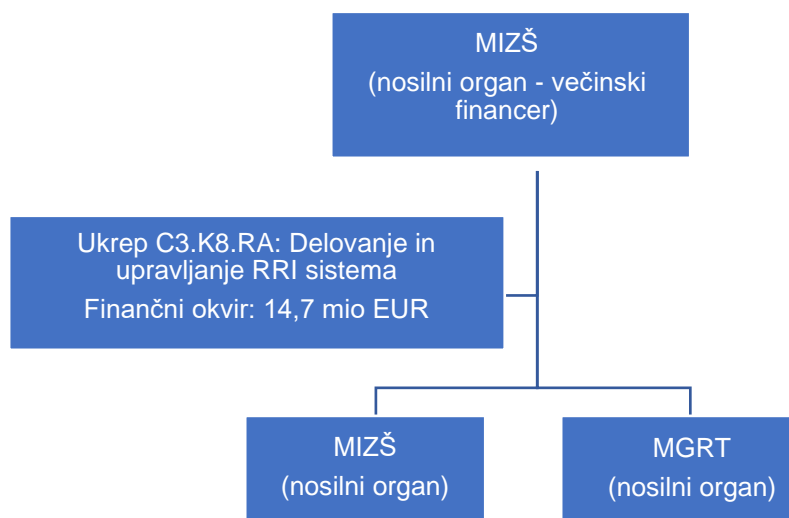 MIZŠ
(nosilni organ - večinski
financer)
Ukrep C3.K8.RA: Delovanje in
upravljanje RRI sistema
Finančni okvir: 14,7 mio EUR
MIZŠ
(nosilni organ)
MGRT
(nosilni organ)